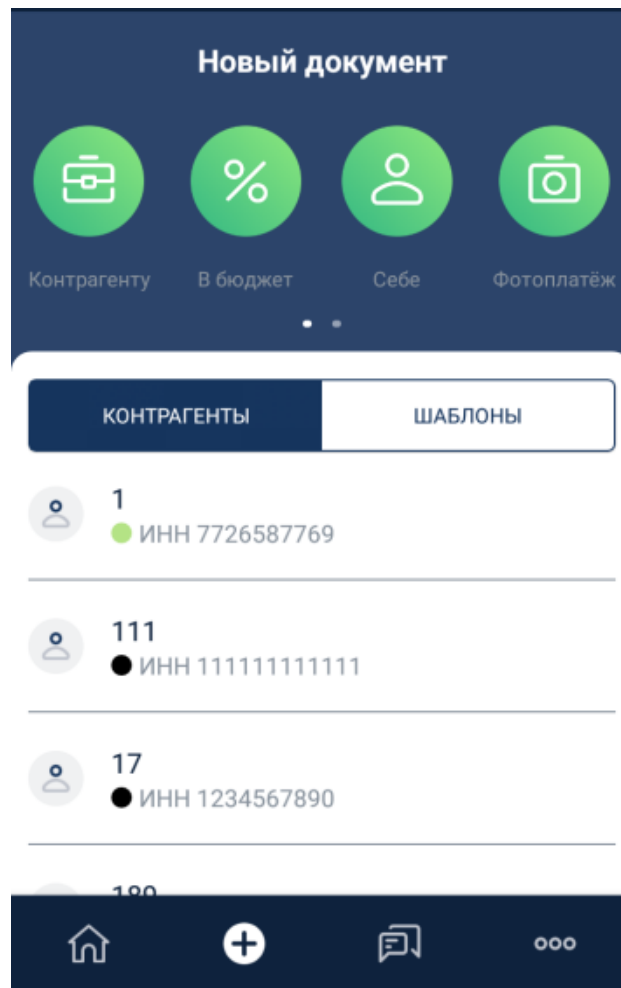 Новый документ
Контрагенту
В бюджет
Себе
Фотоплатёж
КОНТРАГЕНТЫ
ШАБЛОНЫ
1
ИНН 7726587769
111
ИНН 111111111111
17
ИНН 1234567890